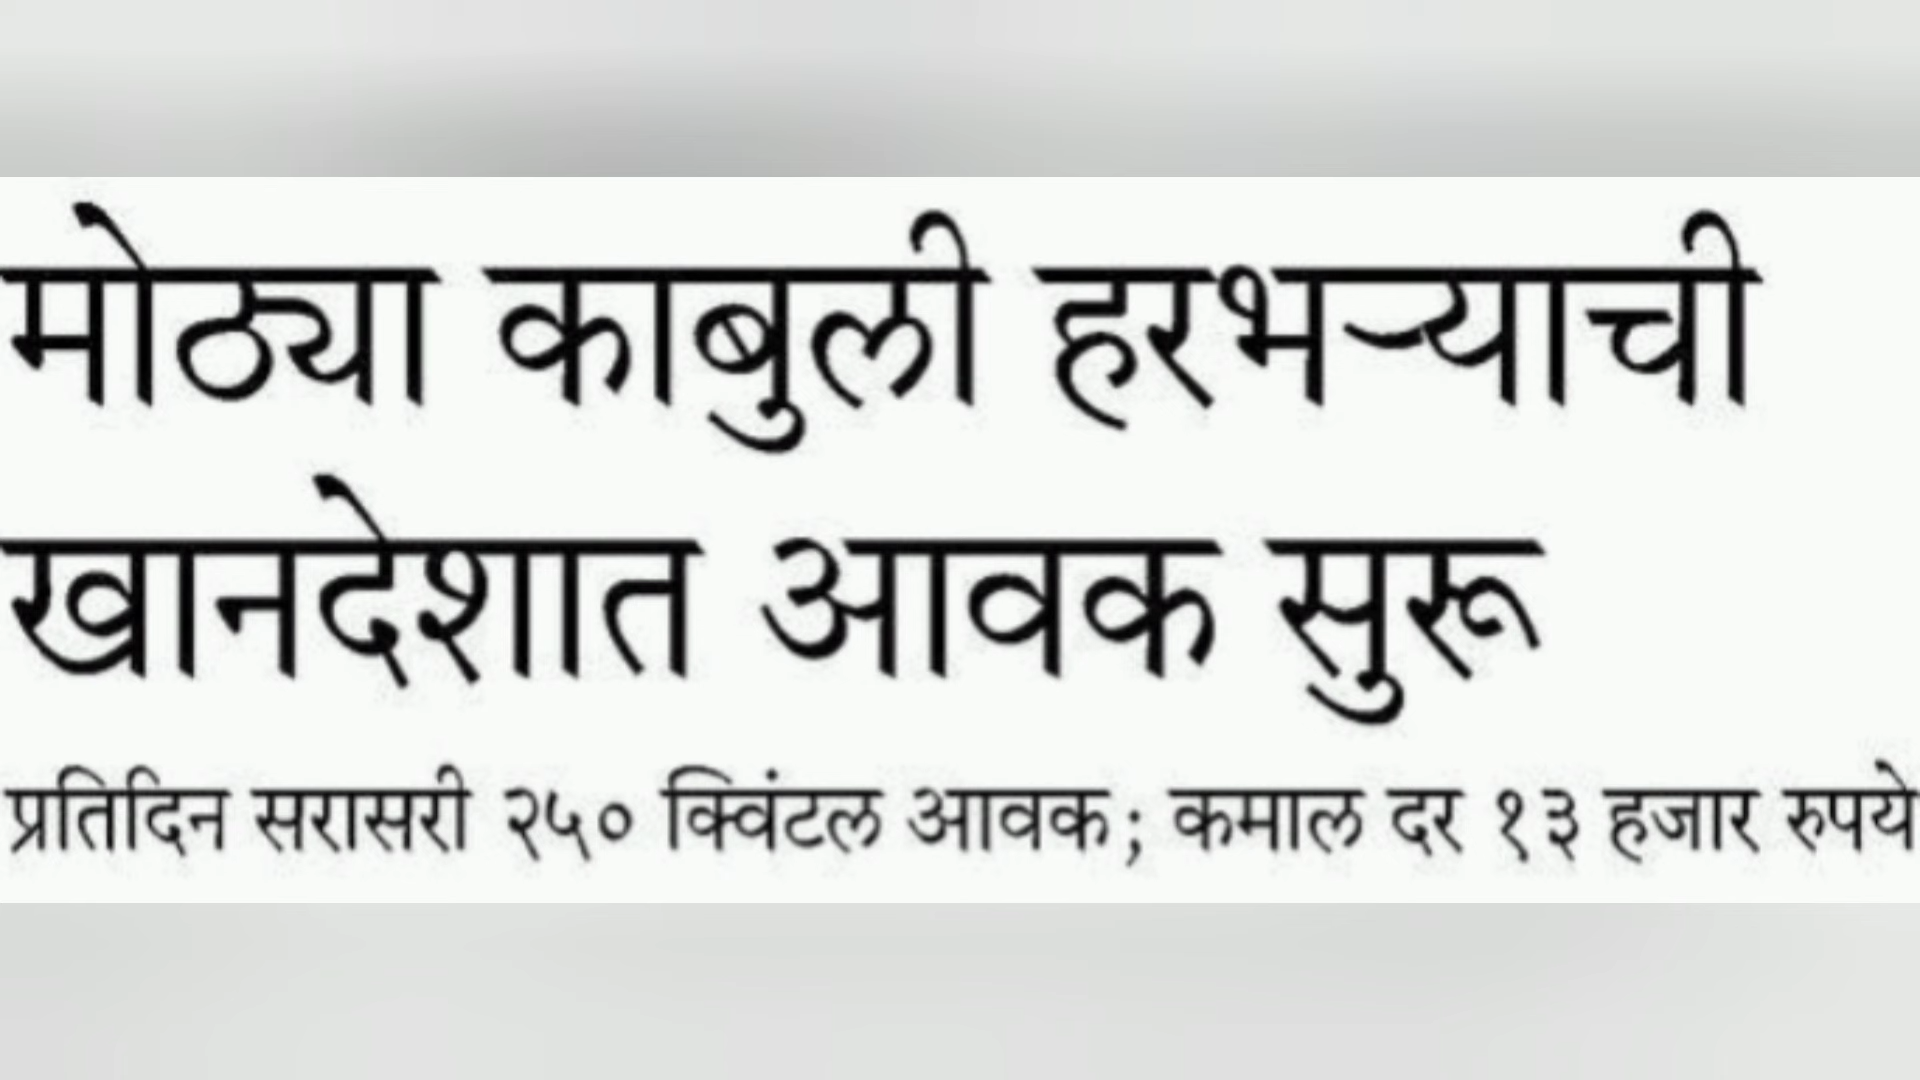 मोठ्या काबुली हरभऱ्याची
खानदेशात आवक सुरू
प्रतिदिन सरासरी २५० क्विंटल आवक; कमाल दर १३ हजार रुपये